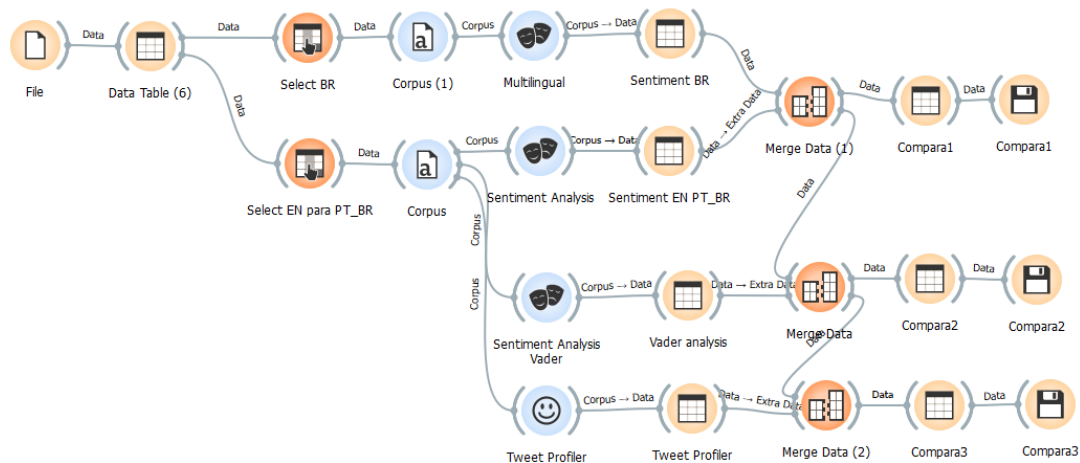 Data
Data
Data
Corpus
Corpus → Data
Data
Data
Data
File
Data Table (6)
Select BR
Corpus (1)
Multilingual
Sentiment BR
Merge Data (1)
Compara1
Compara1
Data
Data
Corpus
Corpus → Data
Data → Extra Data
Select EN para PT_BR
Corpus
Sentiment Analysis
Sentiment EN PT_BR
Data
Corpus
Corpus
Corpus → Data
Data → Extra Data
Data
Data
Sentiment Analysis
Vader
Vader analysis
Merge Data
Compara2
Compara2
Data
Corpus → Data
Data → Extra Data
Data
Data
Tweet Profiler
Tweet Profiler
Merge Data (2)
Compara3
Compara3